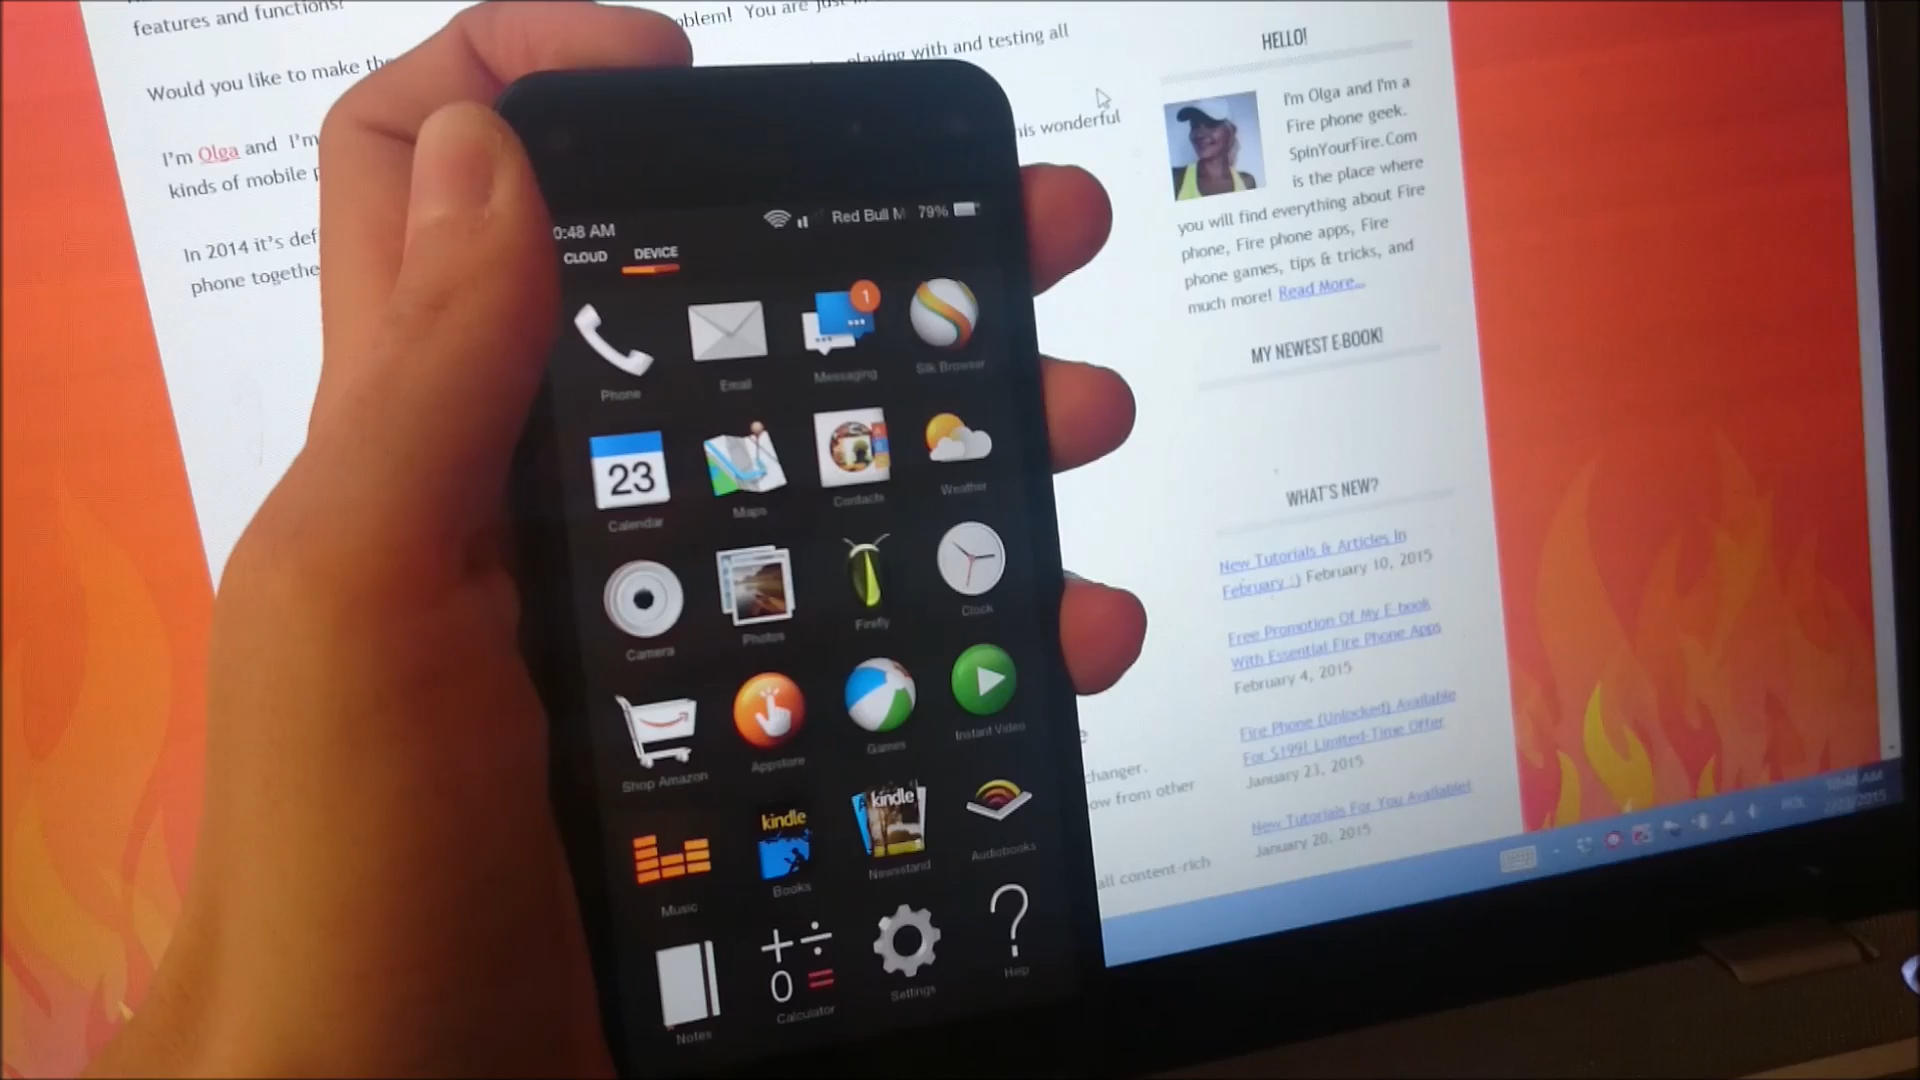 features and functions!
oblem! You are just in
Would you like to make the
playing with and testing all
I'm Olga and I'm
his wonderful
kinds of mobile p
In 2014 it's def
phone togethe
hanger.
ow from other
all content-rich
HELLO!
I'm Olga and I'm a
Fire phone geek.
SpinYourFire.Com
is the place where
you will find everything about Fire
phone, Fire phone apps, Fire
phone games, tips & tricks, and
much more! Read More...
MY NEWEST E-BOOK!
WHAT'S NEW?
New Tutorials & Articles In
February :) February 10, 2015
Free Promotion Of My E-book
With Essential Fire Phone Apps
February 4, 2015
Fire Phone (Unlocked) Available
For $199! Limited-Time Offer
January 23, 2015
New Tutorials For You Available!
January 20, 2015
0:48 AM Red Bull M 79%
CLOUD DEVICE
1
Phone Email Messaging Silk Browser
23
Calendar Maps Contacts Weather
Camera Photos Firefly Clock
Shop Amazon Appstore Games Instant Video
kindle kindle
Music Books Newsstand Audiobooks
+ ÷
0 =
?
Notes Calculator Settings Help